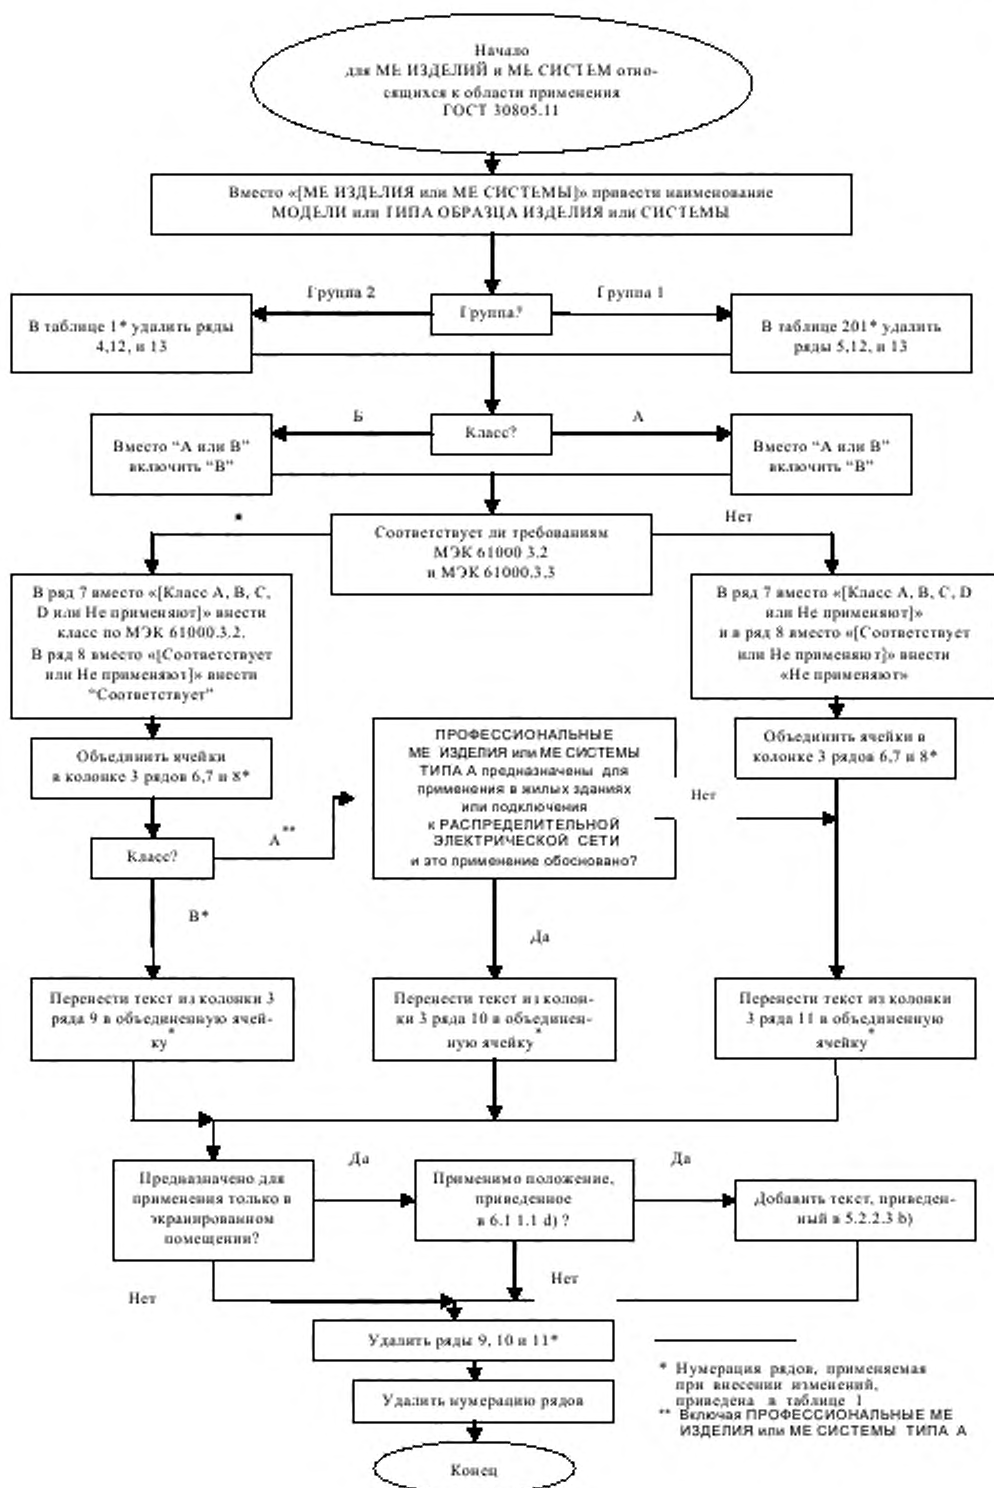 Начало
для МЕ ИЗДЕЛИЙ и МЕ СИСТЕМ отно-
сящихся к области применения
ГОСТ 30805.11
Вместо «[МЕ ИЗДЕЛИЯ или МЕ СИСТЕМЫ]» привести наименование
МОДЕЛИ или ТИПА ОБРАЗЦА ИЗДЕЛИЯ или СИСТЕМЫ
Группа 2
Группа 1
Группа?
В таблице 1* удалить ряды
4,12, и 13
В таблице 201* удалить
ряды 5,12, и 13
Б
А
Класс?
Вместо “А или В”
включить “В”
Вместо “А или В”
включить “В”
*
Нет
Соответствует ли требованиям
МЭК 61000 3.2
и МЭК 61000.3.3
В ряд 7 вместо «[Класс А, В, С,
D или Не применяют]» внести
класс по МЭК 61000.3.2.
В ряд 8 вместо «[Соответствует
или Не применяют]» внести
“Соответствует”
В ряд 7 вместо «[Класс А, В, С, D
или Не применяют]»
и в ряд 8 вместо «[Соответствует
или Не применяют]» внести
«Не применяют»
Объединить ячейки
в колонке 3 рядов 6,7 и 8*
ПРОФЕССИОНАЛЬНЫЕ
МЕ ИЗДЕЛИЯ или МЕ СИСТЕМЫ
ТИПА А предназначены для
применения в жилых зданиях
или подключения
к РАСПРЕДЕЛИТЕЛЬНОЙ
ЭЛЕКТРИЧЕСКОЙ СЕТИ
и это применение обосновано?
Объединить ячейки в
колонке 3 рядов 6,7 и 8*
Нет
А**
Класс?
В*
Да
Перенести текст из колонки 3
ряда 9 в объединенную ячей-
ку*
Перенести текст из колон-
ки 3 ряда 10 в объединен-
ную ячейку*
Перенести текст из колонки
3 ряда 11 в объединенную
ячейку*
Предназначено для
применения только в
экранированном
помещении?
Да
Применимо положение,
приведенное
в 6.1 1.1 d) ?
Да
Добавить текст, приведен-
ный в 5.2.2.3 b)
Нет
Нет
Удалить ряды 9, 10 и 11*
Удалить нумерацию рядов
Конец
* Нумерация рядов, применяемая
при внесении изменений,
приведена в таблице 1
** Включая ПРОФЕССИОНАЛЬНЫЕ МЕ
ИЗДЕЛИЯ или МЕ СИСТЕМЫ ТИПА А